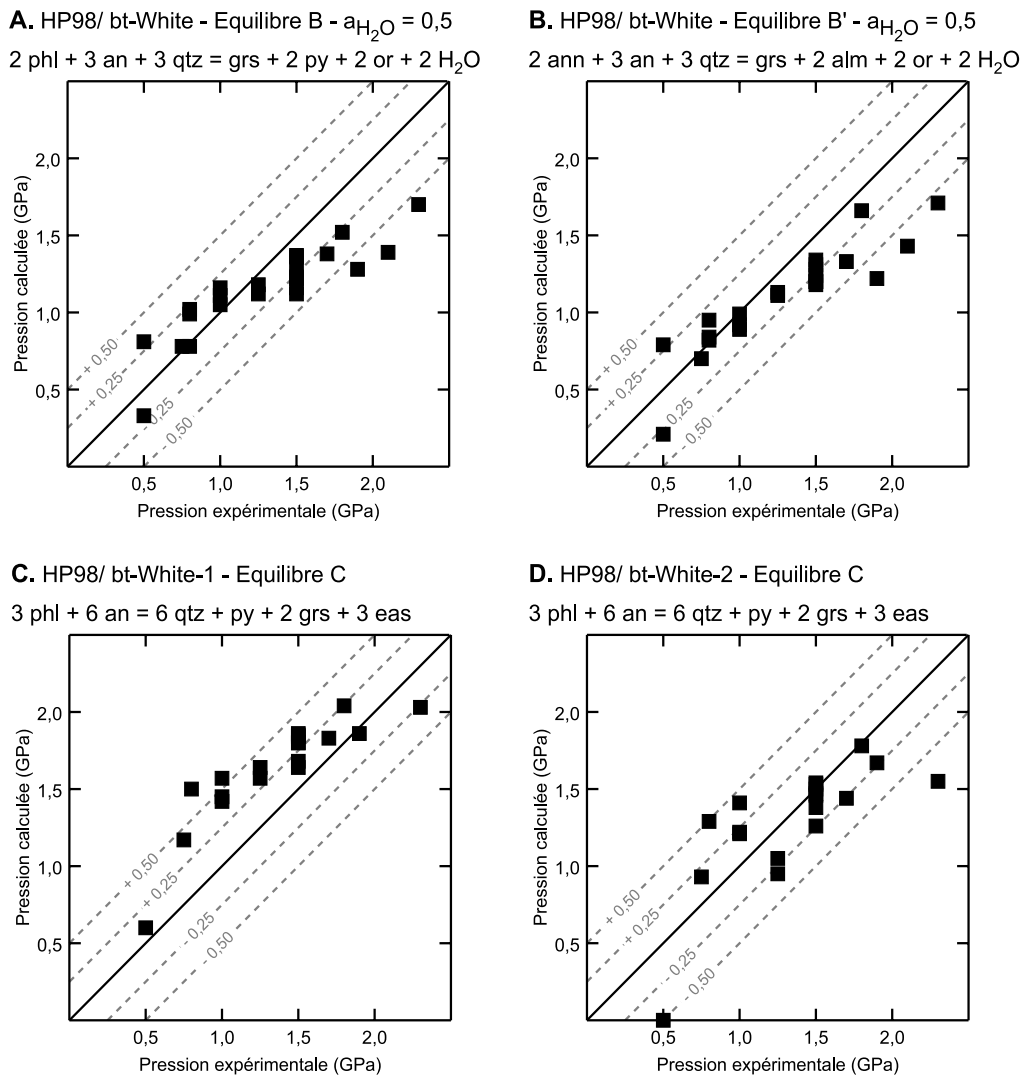 A. HP98/ bt-White - Equilibre B - aH2O = 0,5
2 phl + 3 an + 3 qtz = grs + 2 py + 2 or + 2 H2O
Pression calculée (GPa)
2,0
1,5
1,0
0,5
+ 0,50
+ 0,25
- 0,25
- 0,50
0,5 1,0 1,5 2,0
Pression expérimentale (GPa)
B. HP98/ bt-White - Equilibre B' - aH2O = 0,5
2 ann + 3 an + 3 qtz = grs + 2 alm + 2 or + 2 H2O
Pression calculée (GPa)
2,0
1,5
1,0
0,5
+ 0,50
+ 0,25
- 0,25
- 0,50
0,5 1,0 1,5 2,0
Pression expérimentale (GPa)
C. HP98/ bt-White-1 - Equilibre C
3 phl + 6 an = 6 qtz + py + 2 grs + 3 eas
Pression calculée (GPa)
2,0
1,5
1,0
0,5
+ 0,50
+ 0,25
- 0,25
- 0,50
0,5 1,0 1,5 2,0
Pression expérimentale (GPa)
D. HP98/ bt-White-2 - Equilibre C
3 phl + 6 an = 6 qtz + py + 2 grs + 3 eas
Pression calculée (GPa)
2,0
1,5
1,0
0,5
+ 0,50
+ 0,25
- 0,25
- 0,50
0,5 1,0 1,5 2,0
Pression expérimentale (GPa)